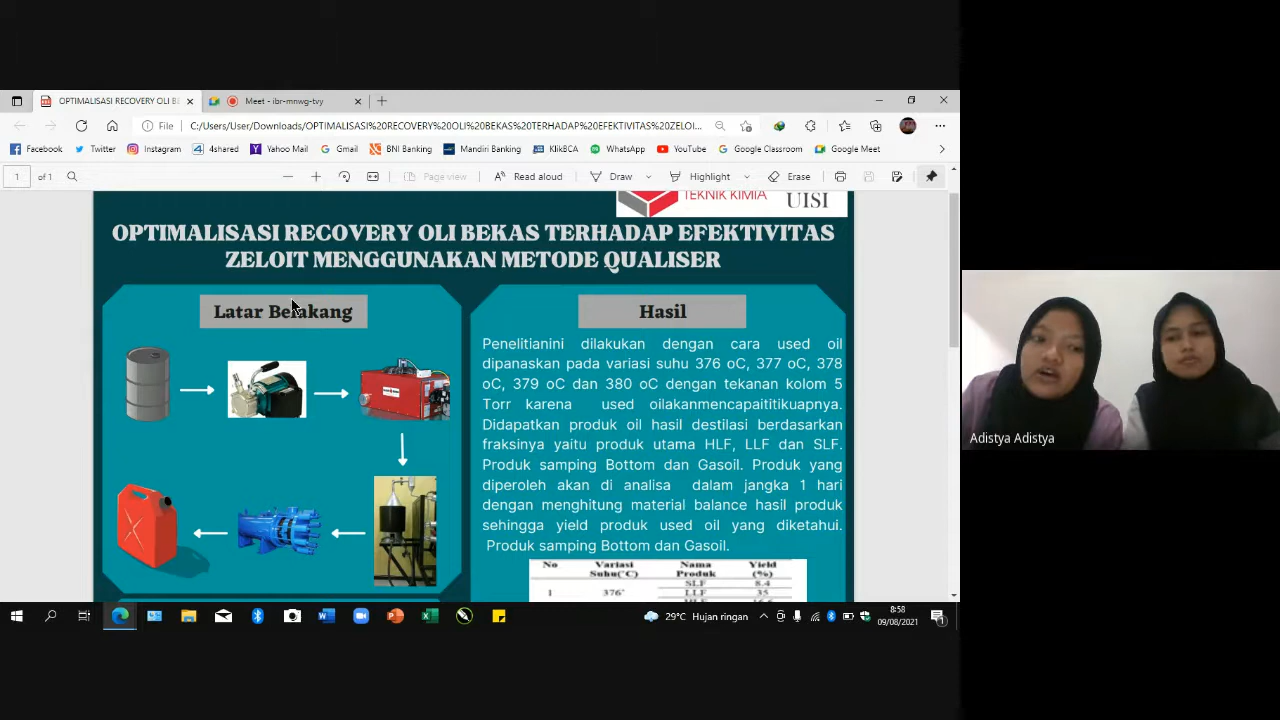 OPTIMALISASI RECOVERY OLI BE
Meet - ibr-mnwg-tvy
File
C:/Users/User/Downloads/OPTIMALISASI%20RECOVERY%20OLI%20BEKAS%20TERHADAP%20EFEKTIVITAS%20ZELOI...
Facebook
Twitter
Instagram
4shared
Yahoo Mail
Gmail
BNI Banking
Mandiri Banking
KlikBCA
WhatsApp
YouTube
Google Classroom
Google Meet
1
of 1
Page view
Read aloud
Draw
Highlight
Erase
TEKNIK KIMIA
UISI
OPTIMALISASI RECOVERY OLI BEKAS TERHADAP EFEKTIVITAS
ZELOIT MENGGUNAKAN METODE QUALISER
Latar Belakang
Hasil
Penelitianini dilakukan dengan cara used oil
dipanaskan pada variasi suhu 376 oC, 377 oC, 378
oC, 379 oC dan 380 oC dengan tekanan kolom 5
Torr karena used oilakanmencapaititikuapnya.
Didapatkan produk oil hasil destilasi berdasarkan
fraksinya yaitu produk utama HLF, LLF dan SLF.
Produk samping Bottom dan Gasoil. Produk yang
diperoleh akan di analisa dalam jangka 1 hari
dengan menghitung material balance hasil produk
sehingga yield produk used oil yang diketahui.
Produk samping Bottom dan Gasoil.
No Variasi Suhu(°C) Nama Produk Yield (%)
SLF 8.4
1 376° LLF 35
Adistya Adistya
29°C Hujan ringan
8:58
09/08/2021
1